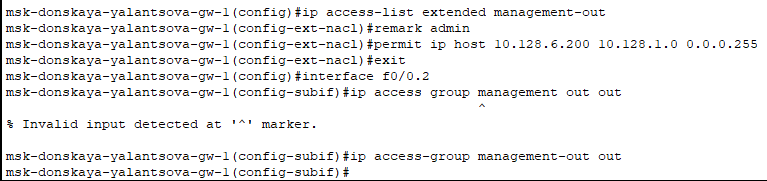 msk-donskaya-yalantsova-gw-1(config)#ip access-list extended management-out
msk-donskaya-yalantsova-gw-1(config-ext-nacl)#remark admin
msk-donskaya-yalantsova-gw-1(config-ext-nacl)#permit ip host 10.128.6.200 10.128.1.0 0.0.0.255
msk-donskaya-yalantsova-gw-1(config-ext-nacl)#exit
msk-donskaya-yalantsova-gw-1(config)#interface f0/0.2
msk-donskaya-yalantsova-gw-1(config-subif)#ip access group management out out
^
% Invalid input detected at '^' marker.
msk-donskaya-yalantsova-gw-1(config-subif)#ip access-group management-out out
msk-donskaya-yalantsova-gw-1(config-subif)#